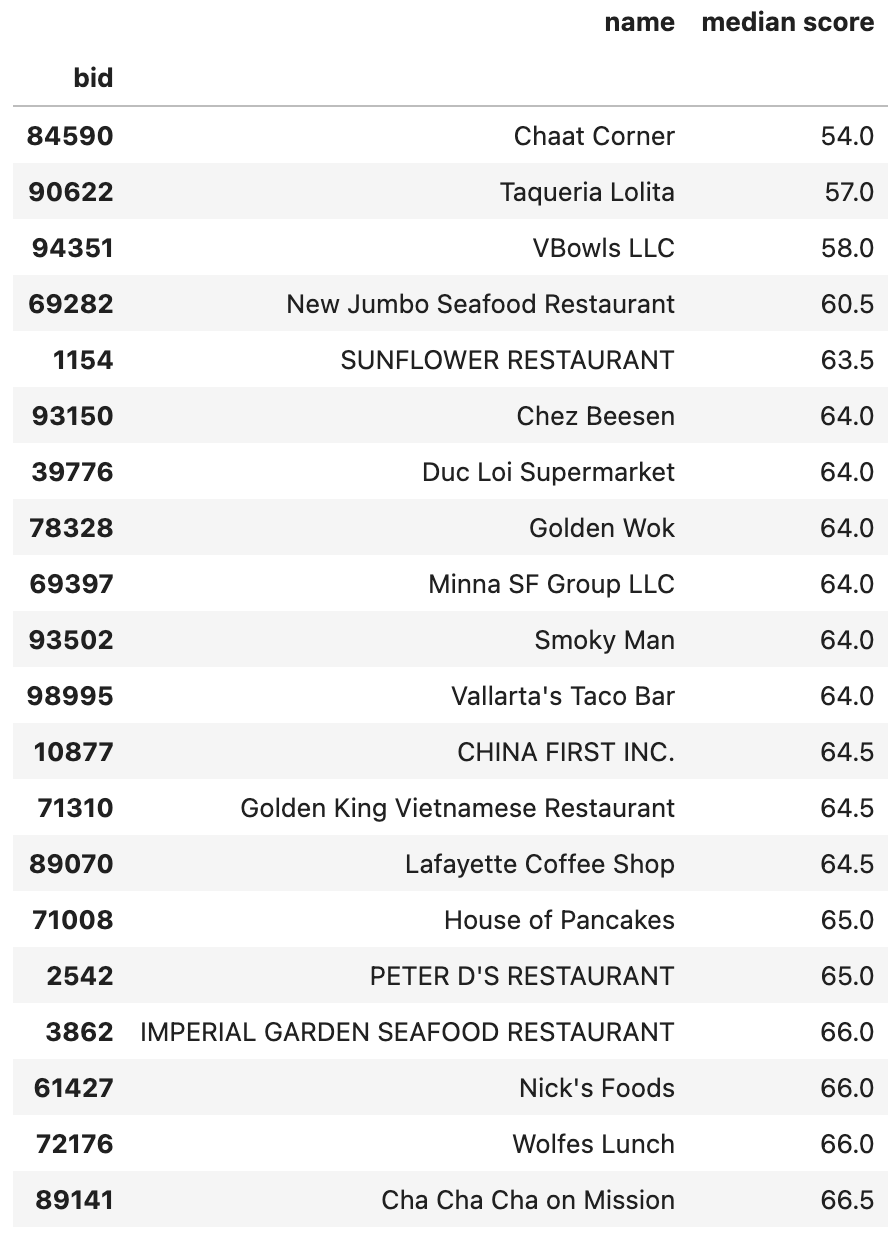 name median score
bid
84590 Chaat Corner 54.0
90622 Taqueria Lolita 57.0
94351 VBowls LLC 58.0
69282 New Jumbo Seafood Restaurant 60.5
1154 SUNFLOWER RESTAURANT 63.5
93150 Chez Beesen 64.0
39776 Duc Loi Supermarket 64.0
78328 Golden Wok 64.0
69397 Minna SF Group LLC 64.0
93502 Smoky Man 64.0
98995 Vallarta's Taco Bar 64.0
10877 CHINA FIRST INC. 64.5
71310 Golden King Vietnamese Restaurant 64.5
89070 Lafayette Coffee Shop 64.5
71008 House of Pancakes 65.0
2542 PETER D'S RESTAURANT 65.0
3862 IMPERIAL GARDEN SEAFOOD RESTAURANT 66.0
61427 Nick's Foods 66.0
72176 Wolfes Lunch 66.0
89141 Cha Cha Cha on Mission 66.5